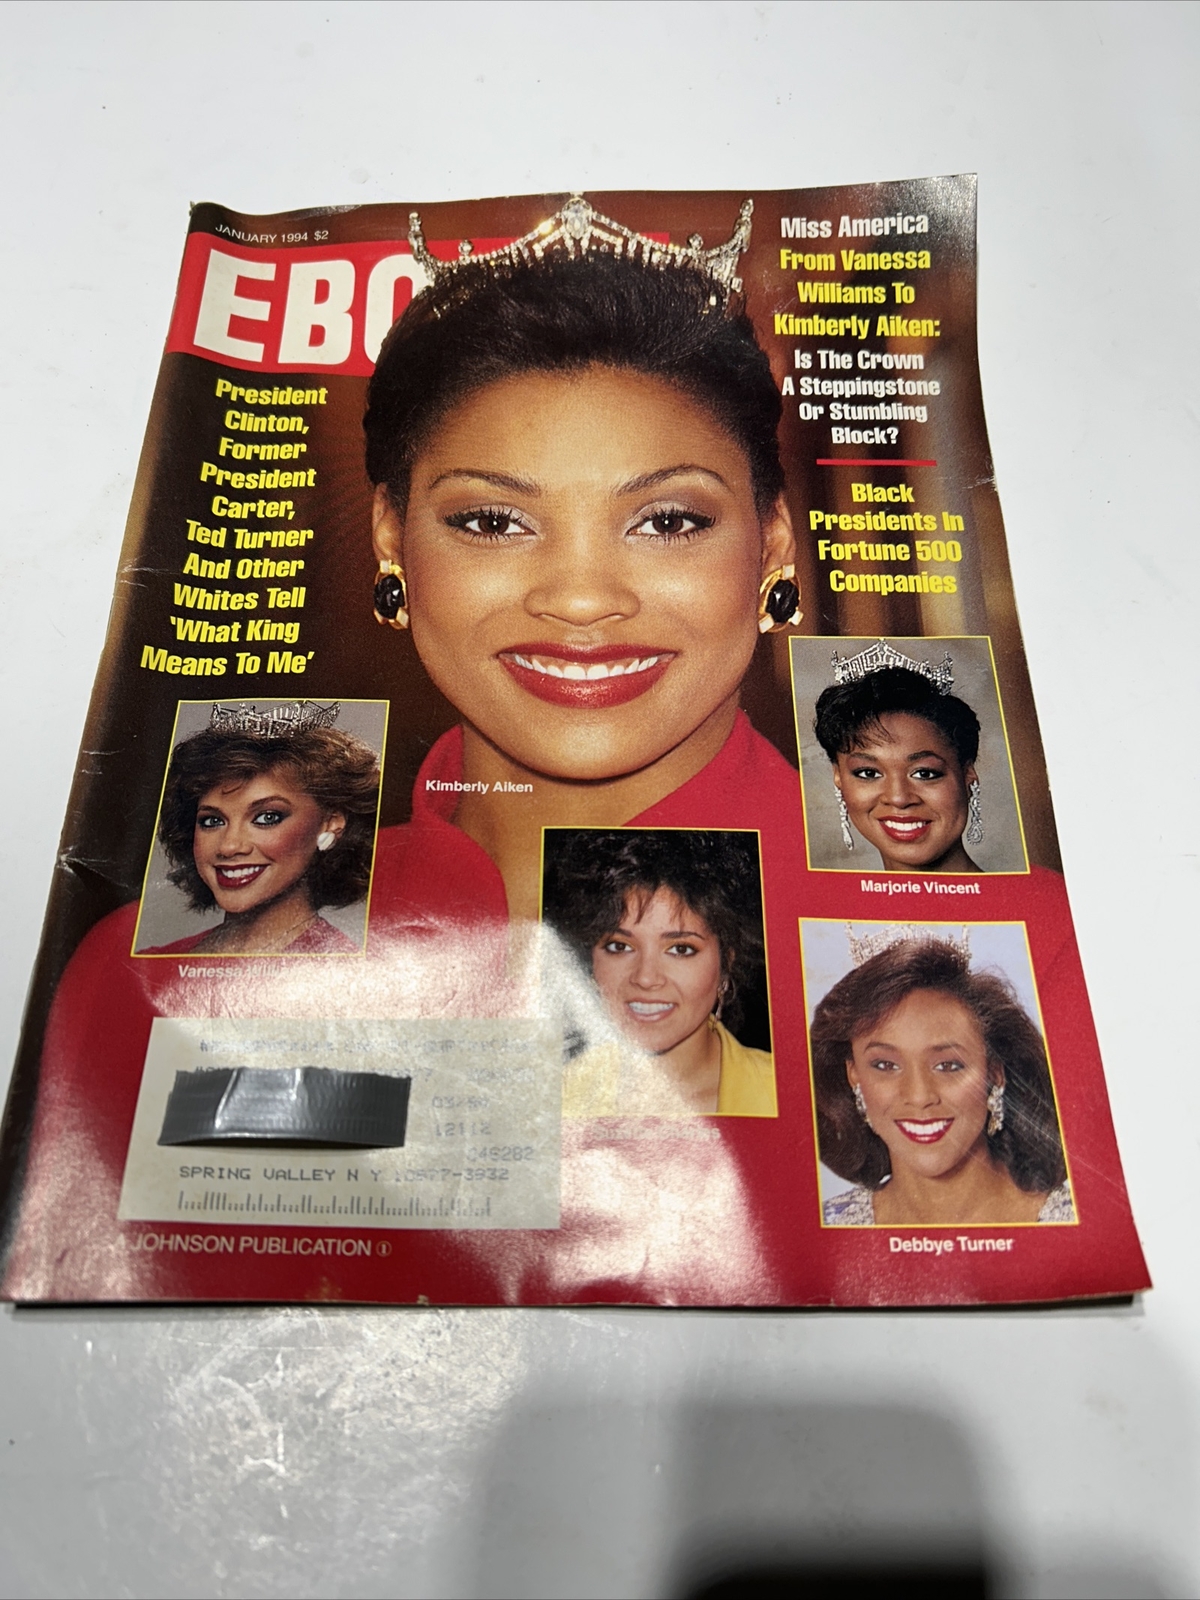 JANUARY 1994 $2
EBO
President
Clinton,
Former
President
Carter,
Ted Turner
And Other
Whites Tell
'What King
Means To Me'
Miss America
From Vanessa
Williams To
Kimberly Aiken:
Is The Crown
A Steppingstone
Or Stumbling
Block?
Black
Presidents In
Fortune 500
Companies
Kimberly Aiken
Marjorie Vincent
Vanessa
Debbye Turner
12112
SPRING VALLEY N Y
A JOHNSON PUBLICATION